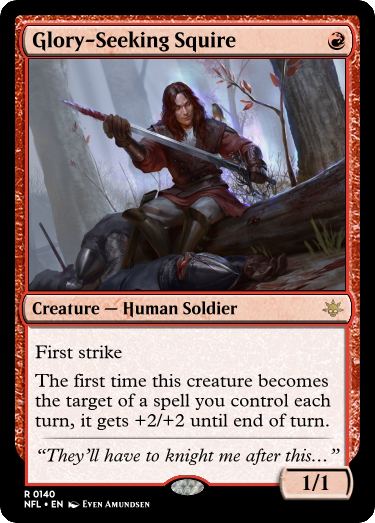 Glory-Seeking Squire
Creature — Human Soldier
First strike
The first time this creature becomes
the target of a spell you control each
turn, it gets +2/+2 until end of turn.
“They’ll have to knight me after this…”
1/1
R 0140
NFL • EN Even Amundsen